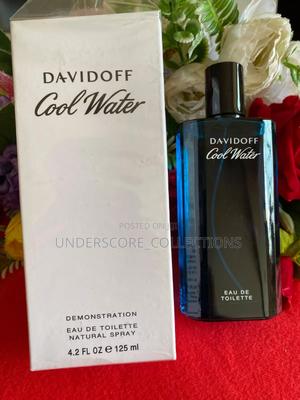 DAVIDOFF
Cool Water
DEMONSTRATION
EAU DE TOILETTE
NATURAL SPRAY
4.2 FL OZ ℮ 125 ml
DAVIDOFF
Cool Water
EAU DE
TOILETTE
POSTED ON
UNDERSCORE_COLLECTIONS